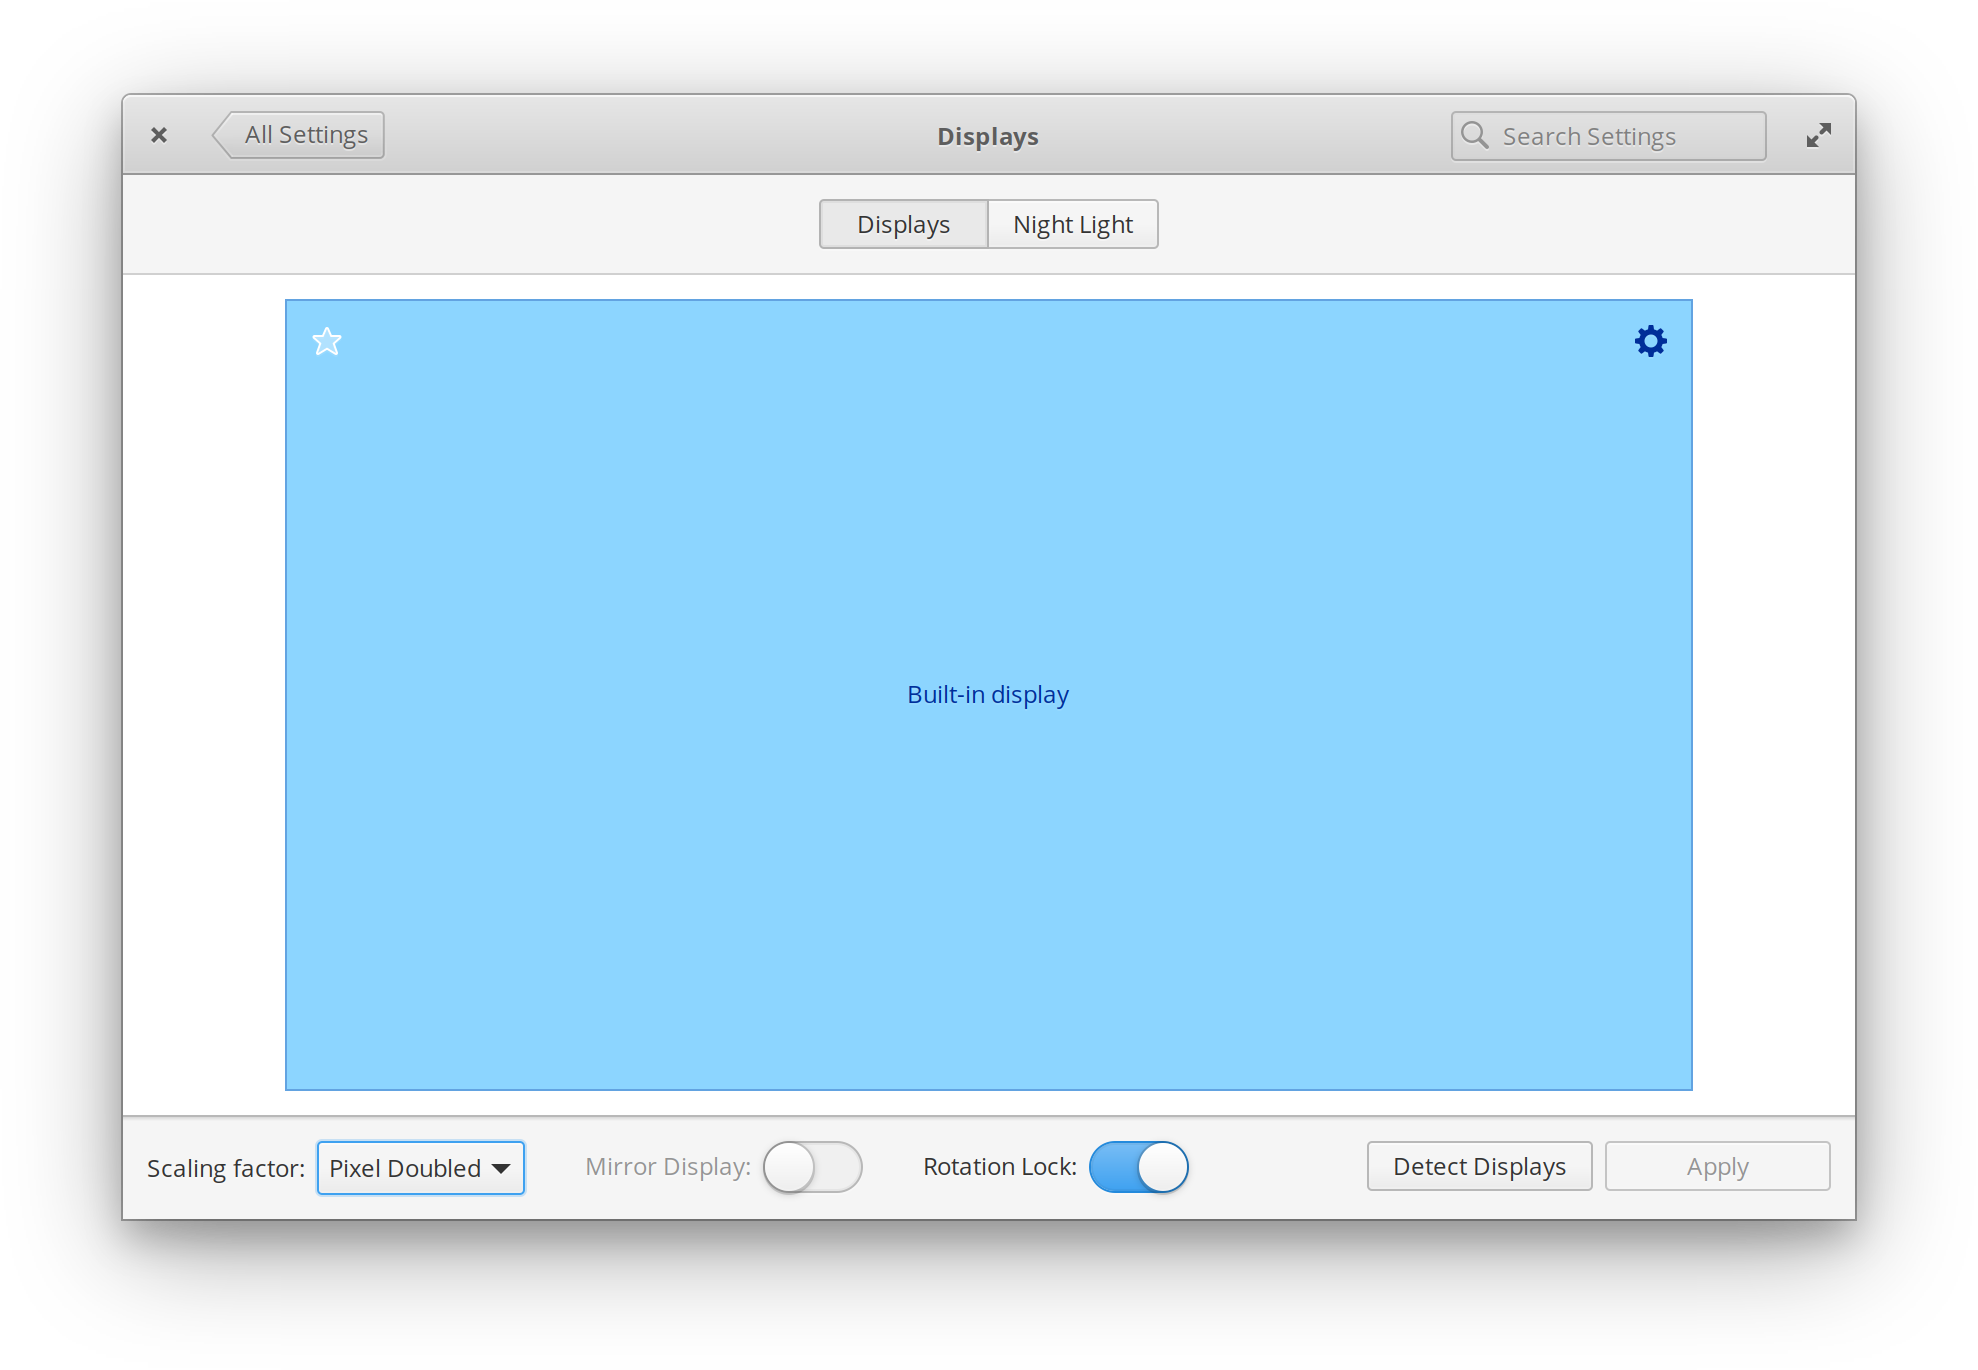 All Settings
Displays
Search Settings
Displays
Night Light
Built-in display
Scaling factor:
Pixel Doubled
Mirror Display:
Rotation Lock:
Detect Displays
Apply